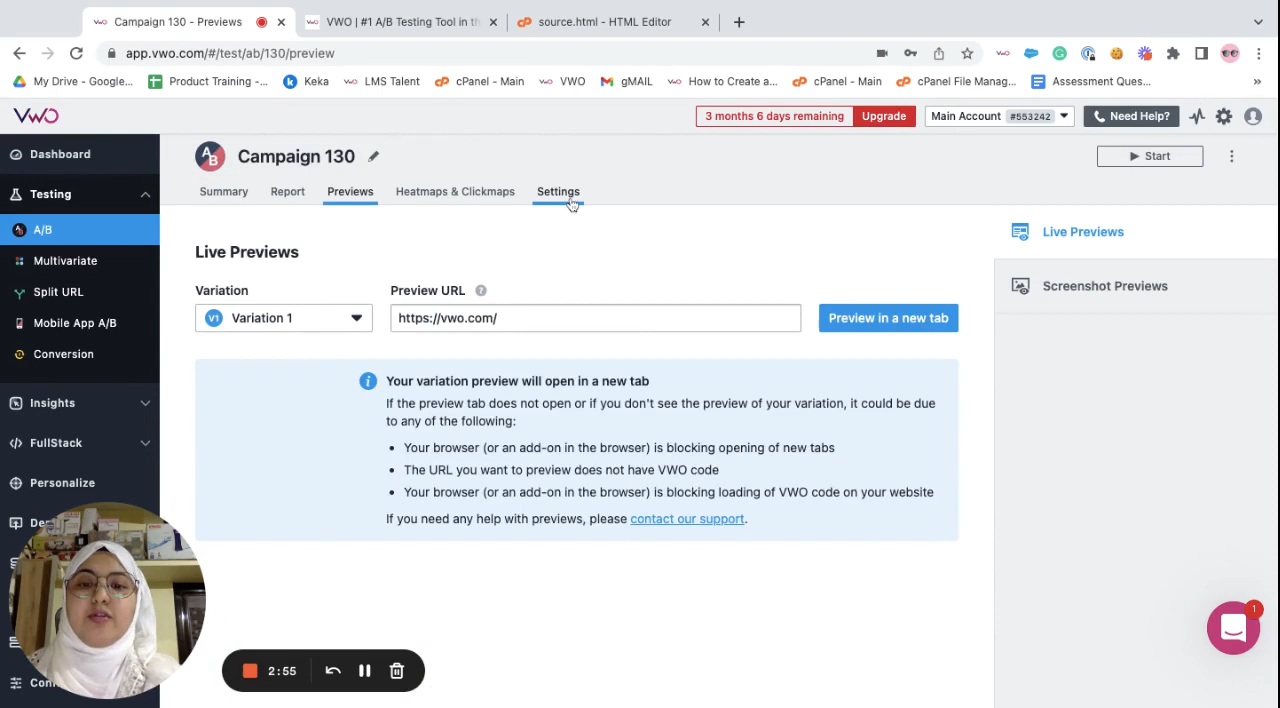 Campaign 130 - Previews
VWO | #1 A/B Testing Tool in th
source.html - HTML Editor
app.vwo.com/#/test/ab/130/preview
My Drive - Google...
Product Training -...
Keka
LMS Talent
cPanel - Main
VWO
gMAIL
How to Create a...
cPanel - Main
cPanel File Manag...
Assessment Ques...
»
VWO
3 months 6 days remaining
Upgrade
Main Account #553242
Need Help?
Dashboard
Testing
A/B
Multivariate
Split URL
Mobile App A/B
Conversion
Insights
FullStack
Personalize
AB
Campaign 130
Start
Summary
Report
Previews
Heatmaps & Clickmaps
Settings
Live Previews
Variation
Preview URL ?
V1 Variation 1
https://vwo.com/
Preview in a new tab
Your variation preview will open in a new tab
If the preview tab does not open or if you don't see the preview of your variation, it could be due
to any of the following:
• Your browser (or an add-on in the browser) is blocking opening of new tabs
• The URL you want to preview does not have VWO code
• Your browser (or an add-on in the browser) is blocking loading of VWO code on your website
If you need any help with previews, please contact our support.
Live Previews
Screenshot Previews
2:55
1